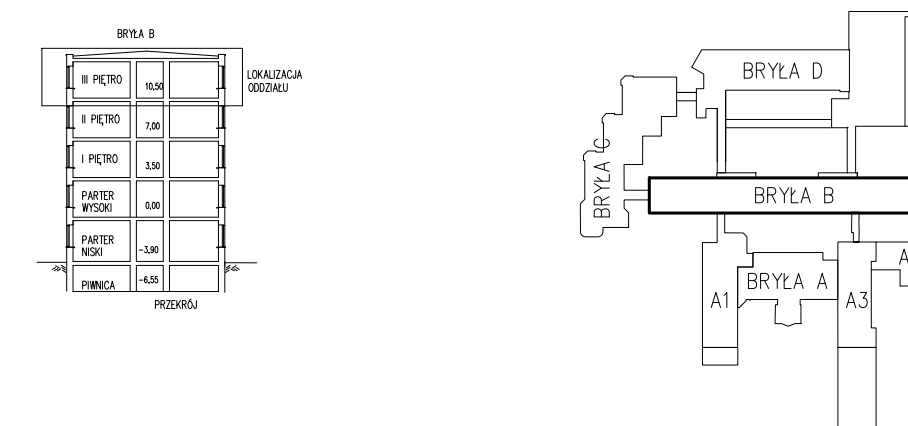 BRYŁA B
LOKALIZACJA
ODDZIAŁU
III PIĘTRO 10,50
II PIĘTRO 7,00
I PIĘTRO 3,50
PARTER
WYSOKI 0,00
PARTER
NISKI -3,90
PIWNICA -6,55
PRZEKRÓJ
BRYŁA D
BRYŁA C
BRYŁA B
BRYŁA A
A1
A3
A